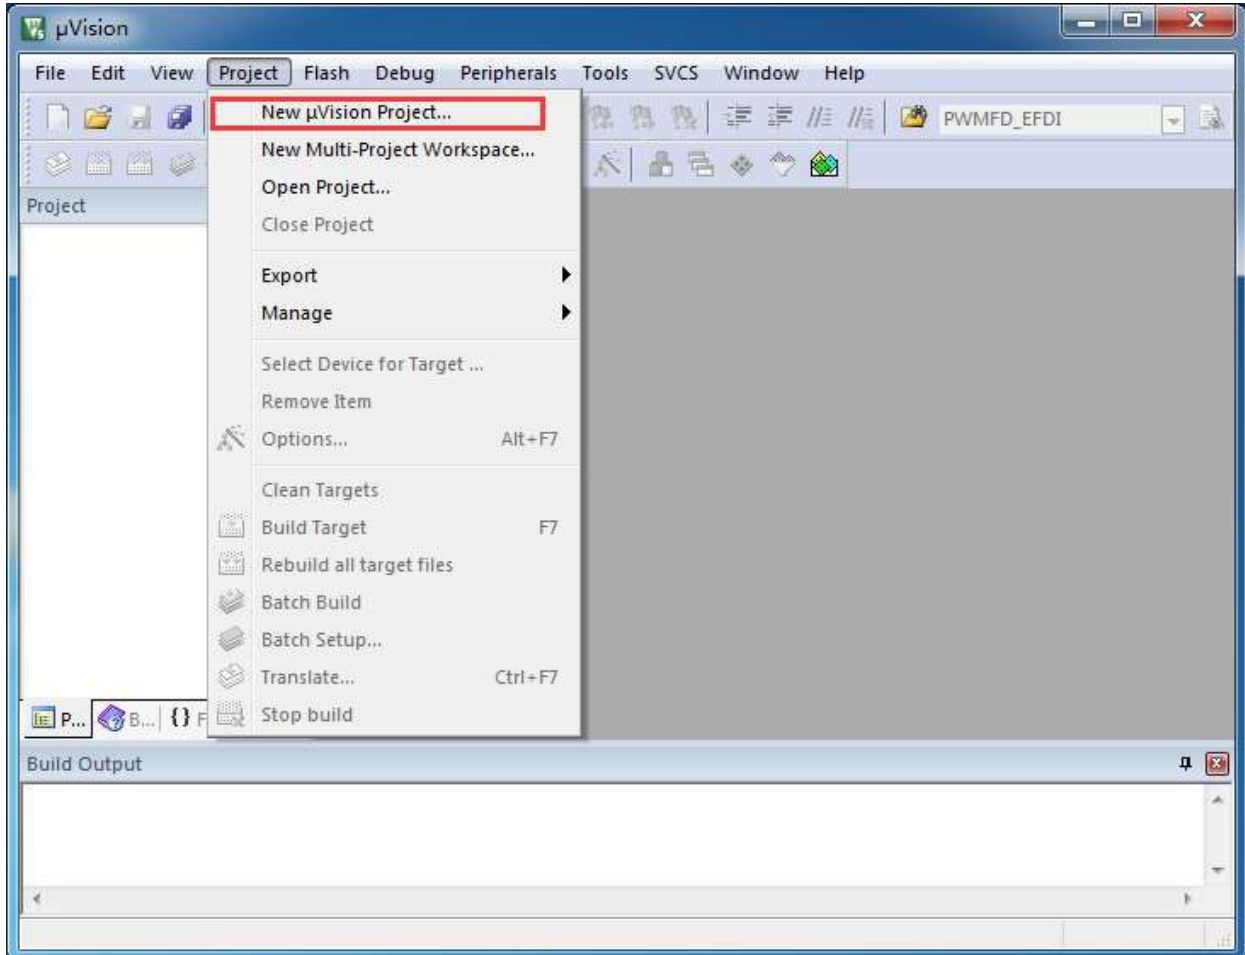 µVision
File Edit View Project Flash Debug Peripherals Tools SVCS Window Help
New µVision Project...
PWMFD_EFDI
New Multi-Project Workspace...
Project
Open Project...
Close Project
Export
Manage
Select Device for Target ...
Remove Item
Options... Alt+F7
Clean Targets
Build Target F7
Rebuild all target files
Batch Build
Batch Setup...
Translate... Ctrl+F7
Stop build
P... B... {} F
Build Output